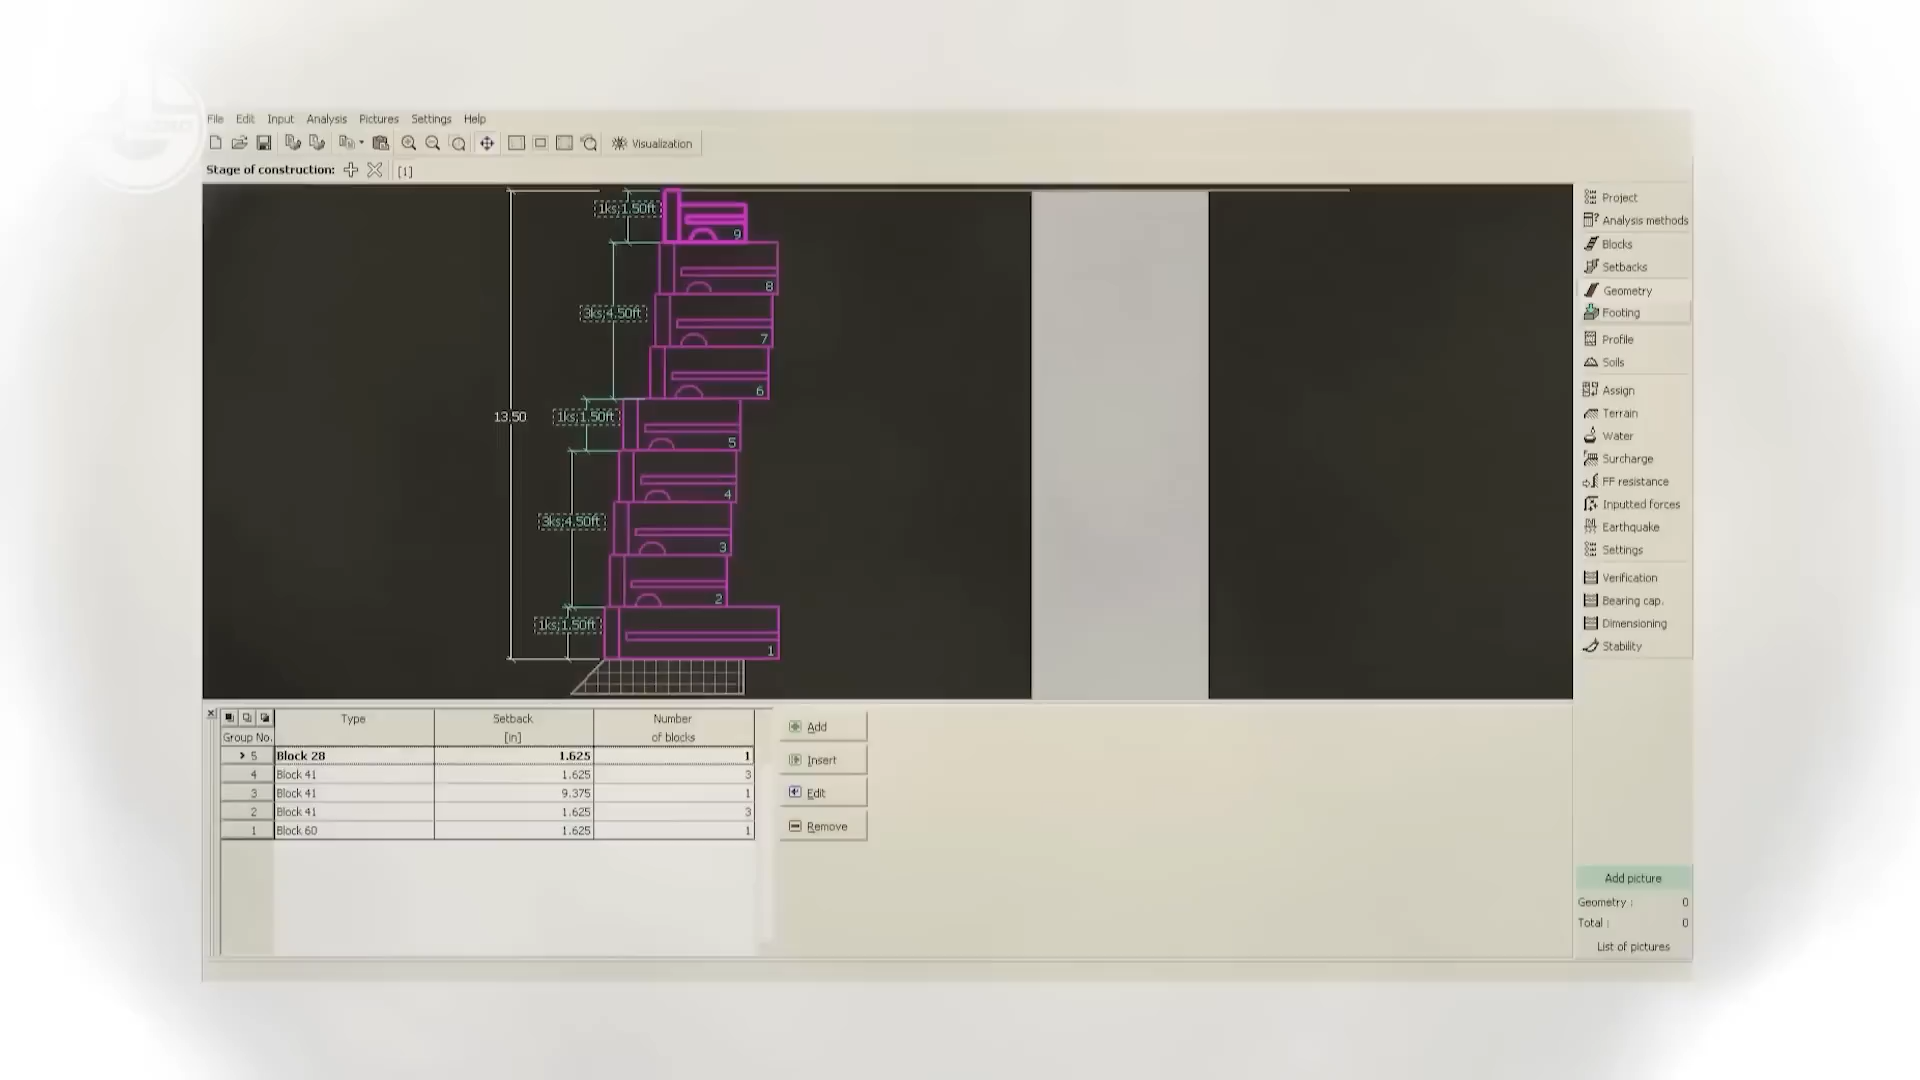 File Edit Input Analysis Pictures Settings Help
Visualization
Stage of construction: [1]
1ks;1.50ft
9
8
3ks;4.50ft
7
6
13.50
1ks;1.50ft
5
4
3ks;4.50ft
3
2
1ks;1.50ft
1
Project
Analysis methods
Blocks
Setbacks
Geometry
Footing
Profile
Soils
Assign
Terrain
Water
Surcharge
FF resistance
Inputted forces
Earthquake
Settings
Verification
Bearing cap.
Dimensioning
Stability
Type Setback Number
Group No. [in] of blocks
> 5 Block 28 1.625 1
4 Block 41 1.625 3
3 Block 41 9.375 1
2 Block 41 1.625 3
1 Block 60 1.625 1
Add
Insert
Edit
Remove
Add picture
Geometry : 0
Total : 0
List of pictures